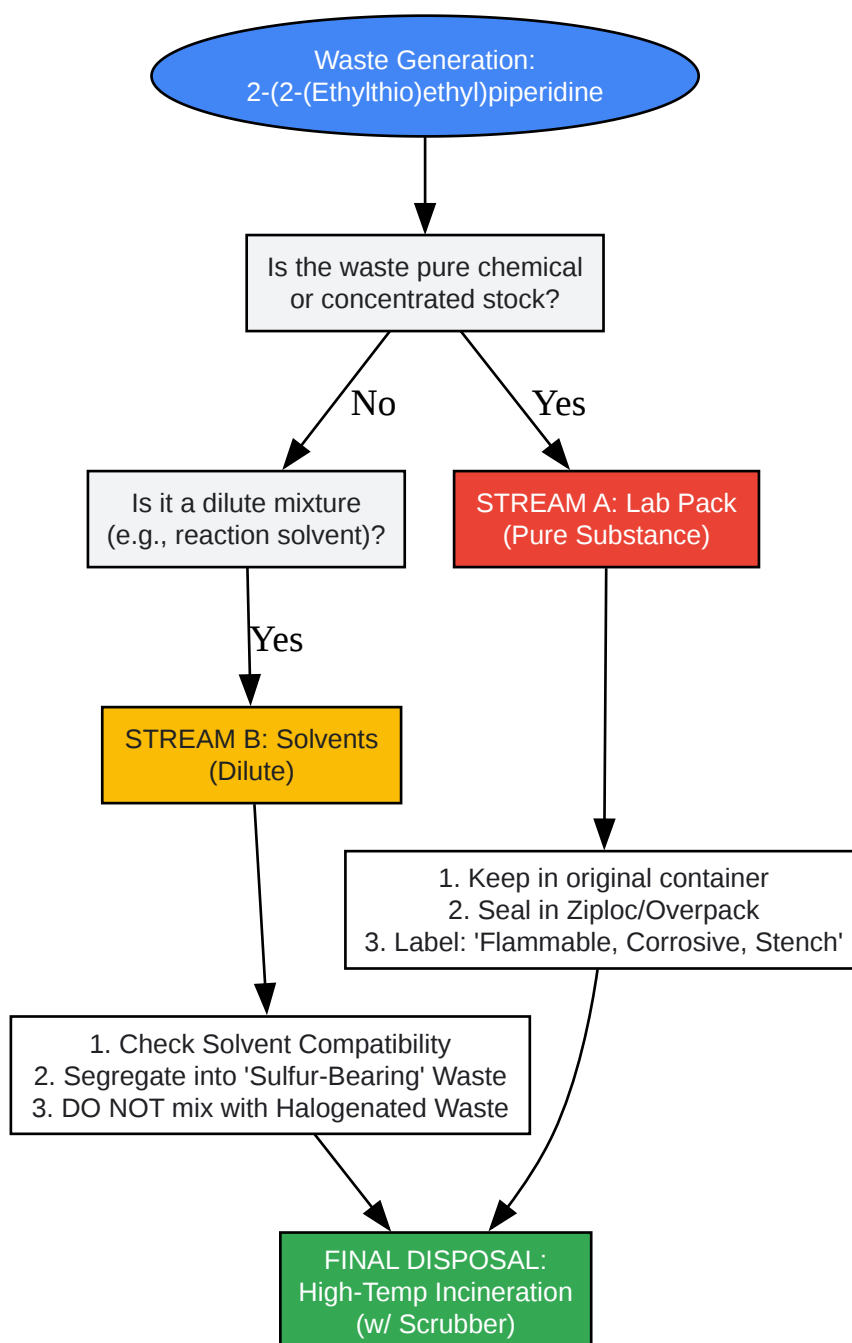 Waste Generation:
2-(2-(Ethylthio)ethyl)piperidine
Is the waste pure chemical
or concentrated stock?
No
Yes
Is it a dilute mixture
(e.g., reaction solvent)?
STREAM A: Lab Pack
(Pure Substance)
Yes
STREAM B: Solvents
(Dilute)
1. Keep in original container
2. Seal in Ziploc/Overpack
3. Label: 'Flammable, Corrosive, Stench'
1. Check Solvent Compatibility
2. Segregate into 'Sulfur-Bearing' Waste
3. DO NOT mix with Halogenated Waste
FINAL DISPOSAL:
High-Temp Incineration
(w/ Scrubber)